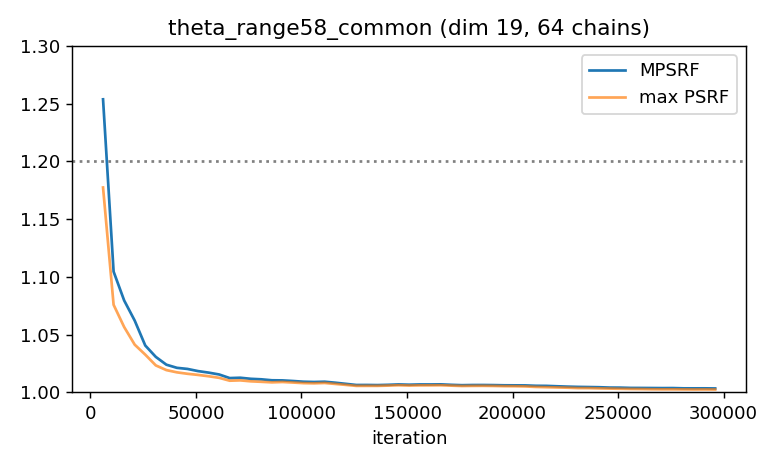 theta_range58_common (dim 19, 64 chains)
1.30
1.25
1.20
1.15
1.10
1.05
1.00
MPSRF
max PSRF
0 50000 100000 150000 200000 250000 300000
iteration